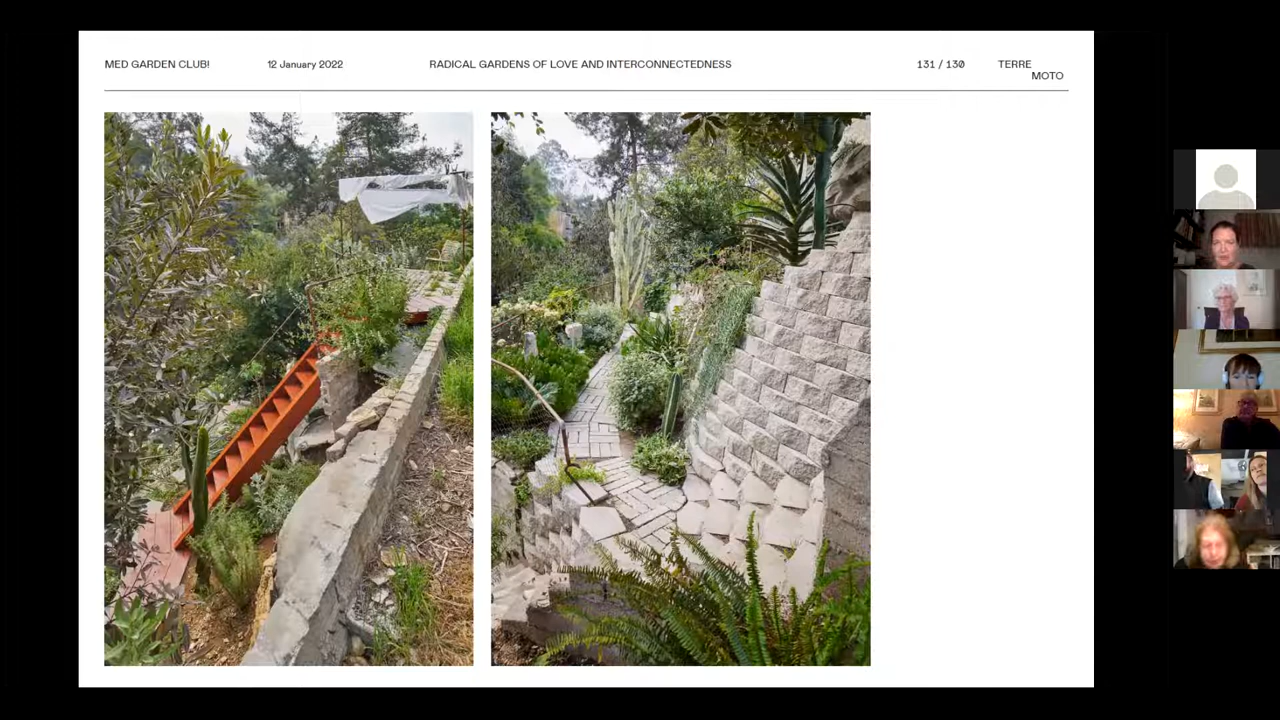 MED GARDEN CLUB!
12 January 2022
RADICAL GARDENS OF LOVE AND INTERCONNECTEDNESS
131 / 130
TERRE
MOTO